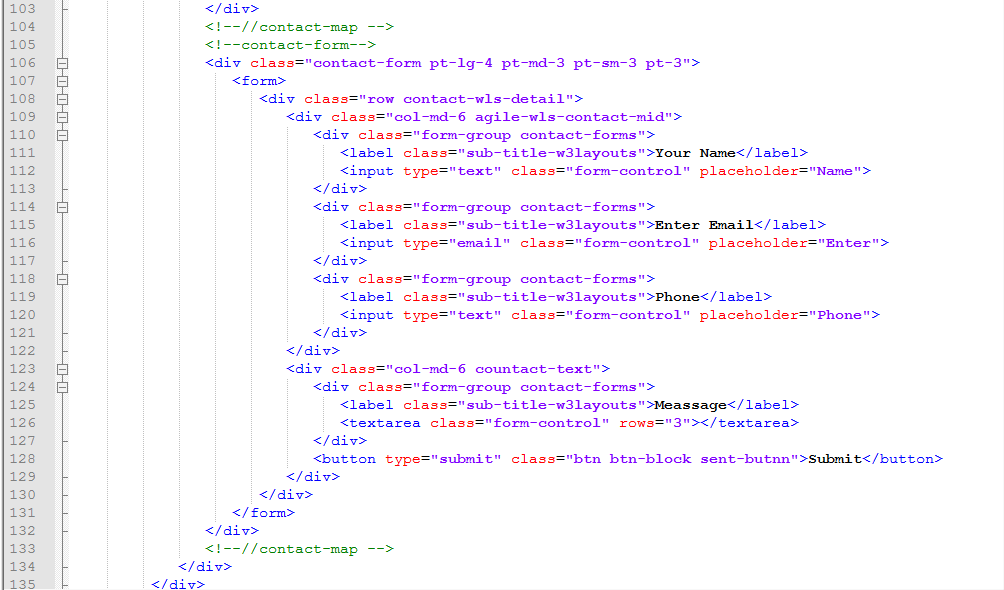 103 </div>
104 <!--//contact-map -->
105 <!--contact-form-->
106 <div class="contact-form pt-lg-4 pt-md-3 pt-sm-3 pt-3">
107 <form>
108 <div class="row contact-wls-detail">
109 <div class="col-md-6 agile-wls-contact-mid">
110 <div class="form-group contact-forms">
111 <label class="sub-title-w3layouts">Your Name</label>
112 <input type="text" class="form-control" placeholder="Name">
113 </div>
114 <div class="form-group contact-forms">
115 <label class="sub-title-w3layouts">Enter Email</label>
116 <input type="email" class="form-control" placeholder="Enter">
117 </div>
118 <div class="form-group contact-forms">
119 <label class="sub-title-w3layouts">Phone</label>
120 <input type="text" class="form-control" placeholder="Phone">
121 </div>
122 </div>
123 <div class="col-md-6 countact-text">
124 <div class="form-group contact-forms">
125 <label class="sub-title-w3layouts">Meassage</label>
126 <textarea class="form-control" rows="3"></textarea>
127 </div>
128 <button type="submit" class="btn btn-block sent-butnn">Submit</button>
129 </div>
130 </div>
131 </form>
132 </div>
133 <!--//contact-map -->
134 </div>
135 </div>